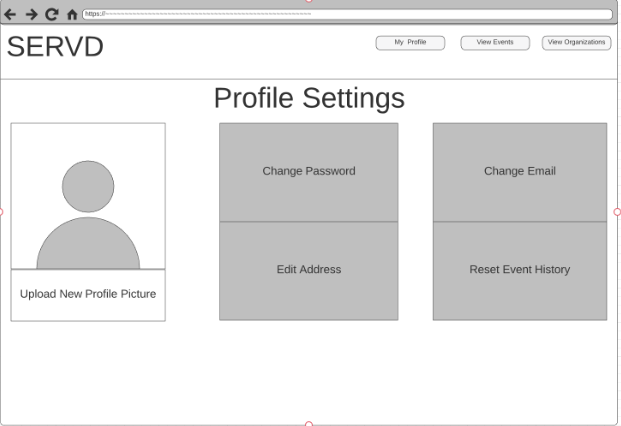 https://~~~~~~~~~~~~~~~~~~~~~~~~~~~~~~~~~~~~~~~~
SERVD
My Profile
View Events
View Organizations
Profile Settings
Change Password
Change Email
Upload New Profile Picture
Edit Address
Reset Event History